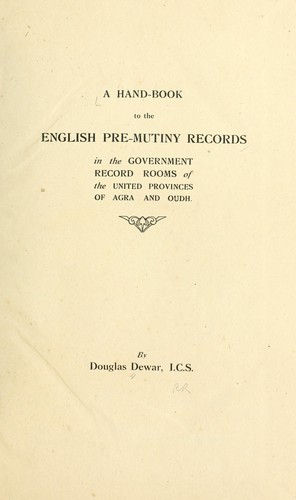 A HAND-BOOK
to the
ENGLISH PRE-MUTINY RECORDS
in the GOVERNMENT
RECORD ROOMS of
the UNITED PROVINCES
OF AGRA AND OUDH.
By
Douglas Dewar, I.C.S.